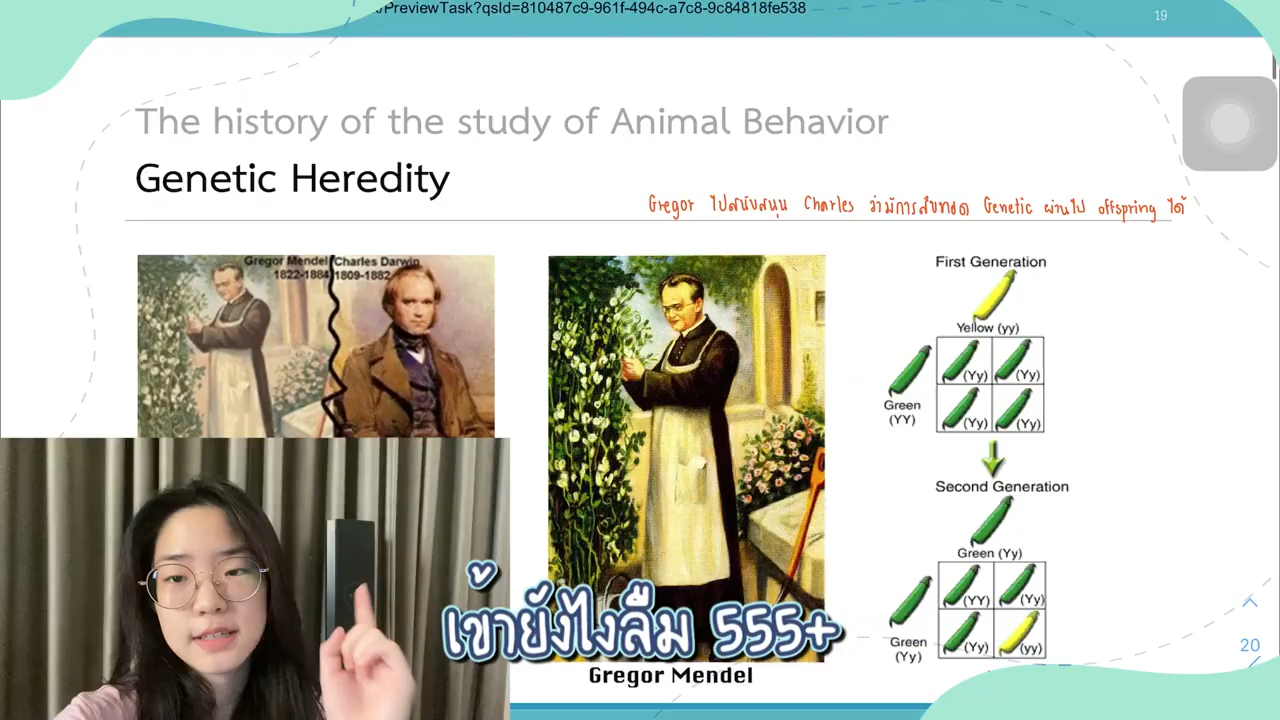 /PreviewTask?qsId=810487c9-961f-494c-a7c8-9c84818fe538
19
The history of the study of Animal Behavior
Genetic Heredity
Gregor ไปสนับสนุน Charles ว่ามีการสืบทอด Genetic ผ่านไป offspring ได้
Gregor Mendel Charles Darwin
1822-1884 1809-1882
First Generation
Yellow (yy)
(Yy) (Yy)
Green
(YY)
(Yy) (Yy)
Second Generation
Green (Yy)
(YY) (Yy)
Green
(Yy)
(Yy) (yy)
เข้ายังไงลืม 555+
Gregor Mendel
20